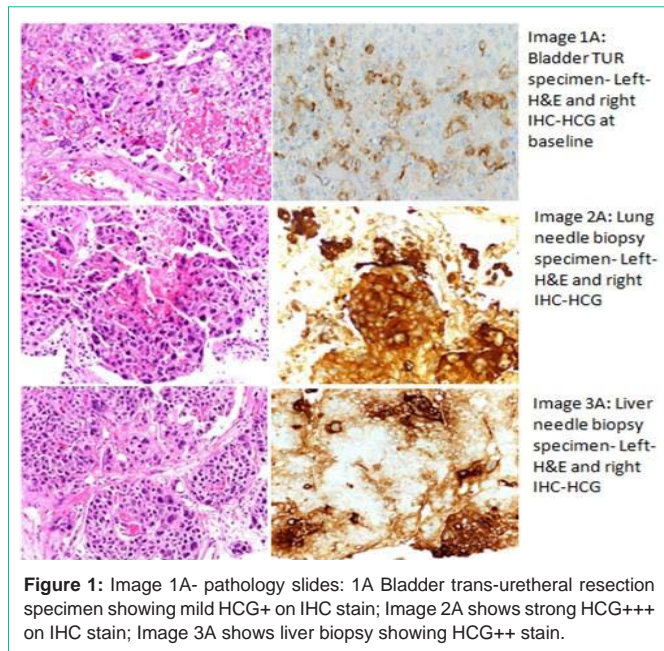 Image 1A:
Bladder TUR
specimen- Left-
H&E and right
IHC-HCG at
baseline
Image 2A: Lung
needle biopsy
specimen- Left-
H&E and right
IHC-HCG
Image 3A: Liver
needle biopsy
specimen- Left-
H&E and right
IHC-HCG
Figure 1: Image 1A- pathology slides: 1A Bladder trans-uretheral resection
specimen showing mild HCG+ on IHC stain; Image 2A shows strong HCG+++
on IHC stain; Image 3A shows liver biopsy showing HCG++ stain.